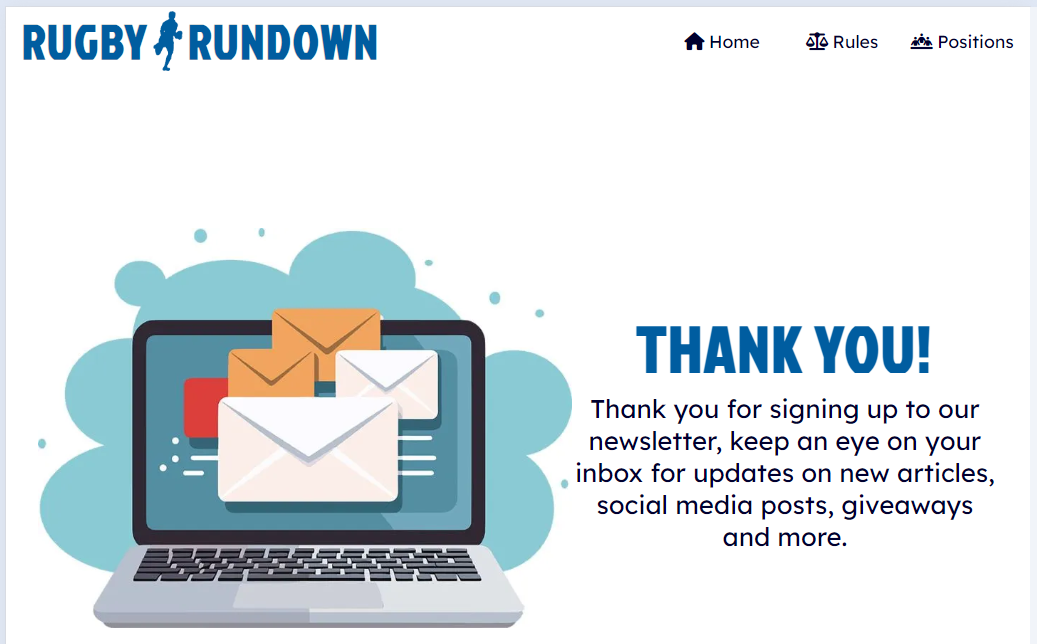 RUGBY RUNDOWN
Home Rules Positions
THANK YOU!
Thank you for signing up to our
newsletter, keep an eye on your
inbox for updates on new articles,
social media posts, giveaways
and more.